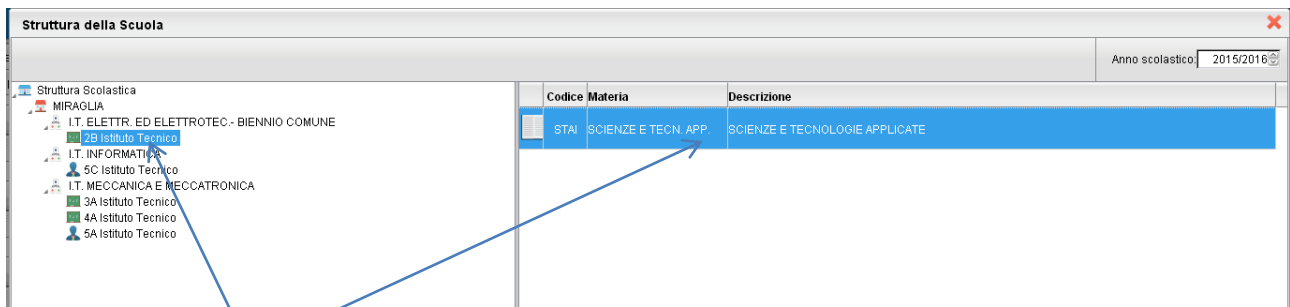 Struttura della Scuola
Anno scolastico: 2015/2016
Struttura Scolastica
MIRAGLIA
I.T. ELETTR. ED ELETTROTEC.- BIENNIO COMUNE
2B Istituto Tecnico
I.T. INFORMATICA
5C Istituto Tecnico
I.T. MECCANICA E MECCATRONICA
3A Istituto Tecnico
4A Istituto Tecnico
5A Istituto Tecnico
Codice Materia Descrizione
STAI SCIENZE E TECN. APP. SCIENZE E TECNOLOGIE APPLICATE